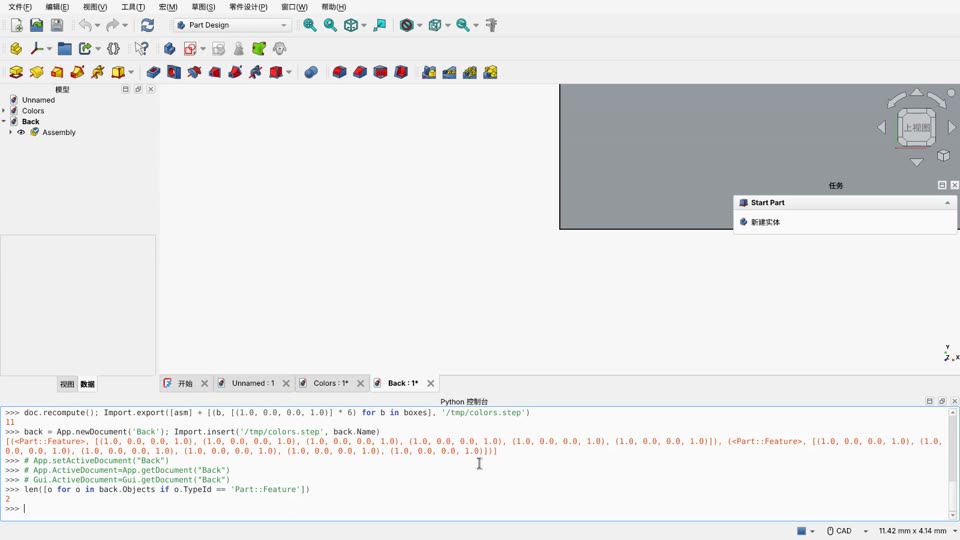 文件(F) 编辑(E) 视图(V) 工具(T) 宏(M) 草图(S) 零件设计(P) 窗口(W) 帮助(H)
Part Design
模型
Unnamed
Colors
Back
Assembly
视图 数据
上视图
任务
Start Part
新建实体
Y
Z X
开始 Unnamed : 1 Colors : 1* Back : 1*
Python 控制台
>>> doc.recompute(); Import.export([asm] + [(b, [(1.0, 0.0, 0.0, 1.0)] * 6) for b in boxes], '/tmp/colors.step')
11
>>> back = App.newDocument('Back'); Import.insert('/tmp/colors.step', back.Name)
[(<Part::Feature>, [(1.0, 0.0, 0.0, 1.0), (1.0, 0.0, 0.0, 1.0), (1.0, 0.0, 0.0, 1.0), (1.0, 0.0, 0.0, 1.0), (1.0, 0.0, 0.0, 1.0), (1.0, 0.0, 0.0, 1.0)]), (<Part::Feature>, [(1.0, 0.0, 0.0, 1.0), (1.0,
0.0, 0.0, 1.0), (1.0, 0.0, 0.0, 1.0), (1.0, 0.0, 0.0, 1.0), (1.0, 0.0, 0.0, 1.0), (1.0, 0.0, 0.0, 1.0)])]
>>> # App.setActiveDocument("Back")
>>> # App.ActiveDocument=App.getDocument("Back")
>>> # Gui.ActiveDocument=Gui.getDocument("Back")
>>> len([o for o in back.Objects if o.TypeId == 'Part::Feature'])
2
>>>
CAD 11.42 mm x 4.14 mm